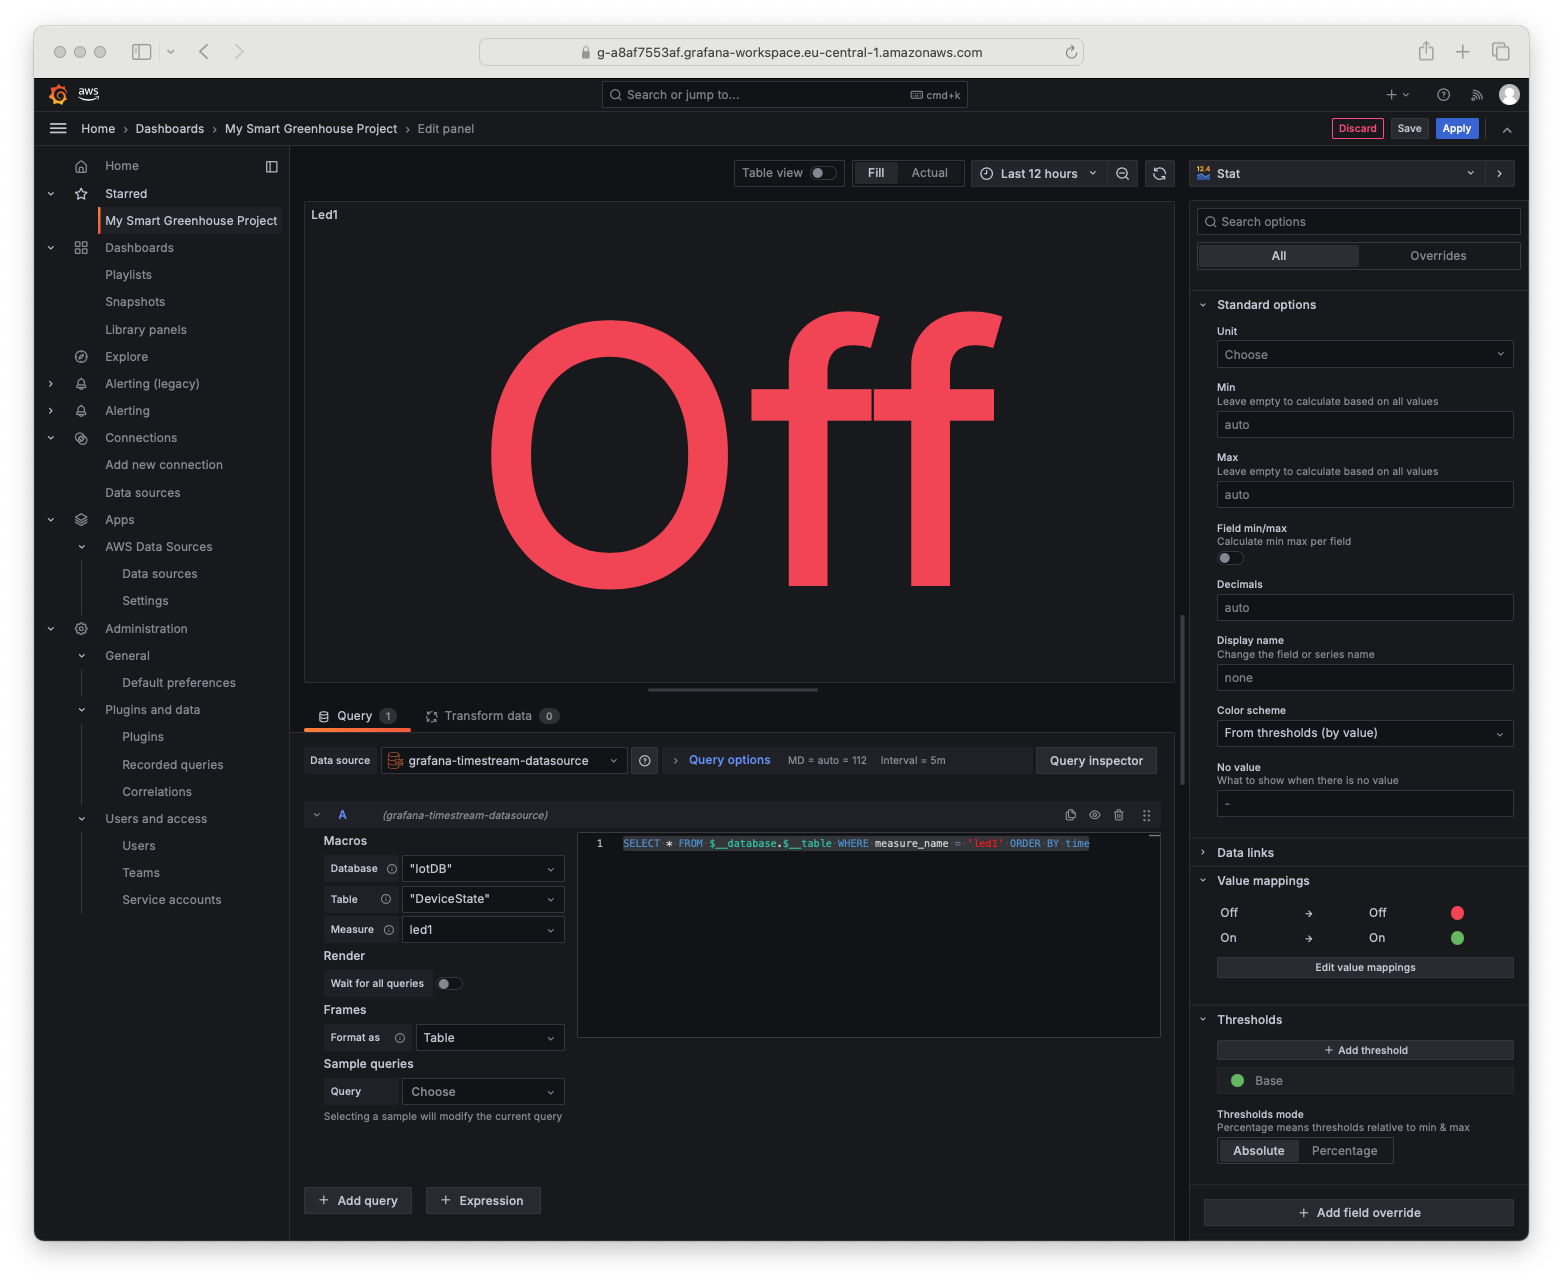 g-a8af7553af.grafana-workspace.eu-central-1.amazonaws.com
aws
Search or jump to...
cmd+k
Home
Dashboards
My Smart Greenhouse Project
Edit panel
Discard
Save
Apply
Home
Starred
My Smart Greenhouse Project
Dashboards
Playlists
Snapshots
Library panels
Explore
Alerting (legacy)
Alerting
Connections
Add new connection
Data sources
Apps
AWS Data Sources
Data sources
Settings
Administration
General
Default preferences
Plugins and data
Plugins
Recorded queries
Correlations
Users and access
Users
Teams
Service accounts
Table view
Fill
Actual
Last 12 hours
Led1
Off
Query 1
Transform data 0
Data source
grafana-timestream-datasource
Query options
MD = auto = 112
Interval = 5m
Query inspector
A
(grafana-timestream-datasource)
Macros
Database
"IotDB"
Table
"DeviceState"
Measure
led1
Render
Wait for all queries
Frames
Format as
Table
Sample queries
Query
Choose
Selecting a sample will modify the current query
1 SELECT * FROM $__database.$__table WHERE measure_name = 'led1' ORDER BY time
+ Add query
+ Expression
12.4
Stat
Search options
All
Overrides
Standard options
Unit
Choose
Min
Leave empty to calculate based on all values
auto
Max
Leave empty to calculate based on all values
auto
Field min/max
Calculate min max per field
Decimals
auto
Display name
Change the field or series name
none
Color scheme
From thresholds (by value)
No value
What to show when there is no value
-
Data links
Value mappings
Off → Off
On → On
Edit value mappings
Thresholds
+ Add threshold
Base
Thresholds mode
Percentage means thresholds relative to min & max
Absolute
Percentage
+ Add field override